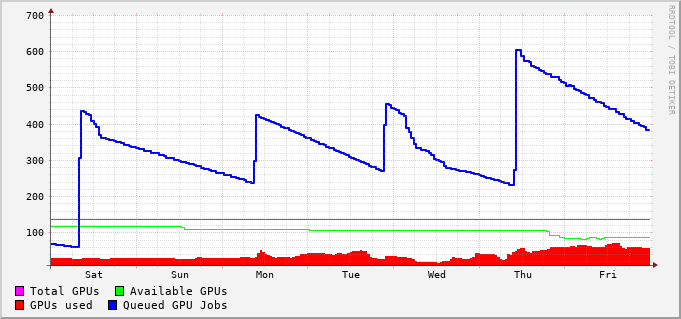 700
600
500
400
300
200
100
Sat Sun Mon Tue Wed Thu Fri
Total GPUs Available GPUs
GPUs used Queued GPU Jobs
RRDTOOL / TOBI OETIKER